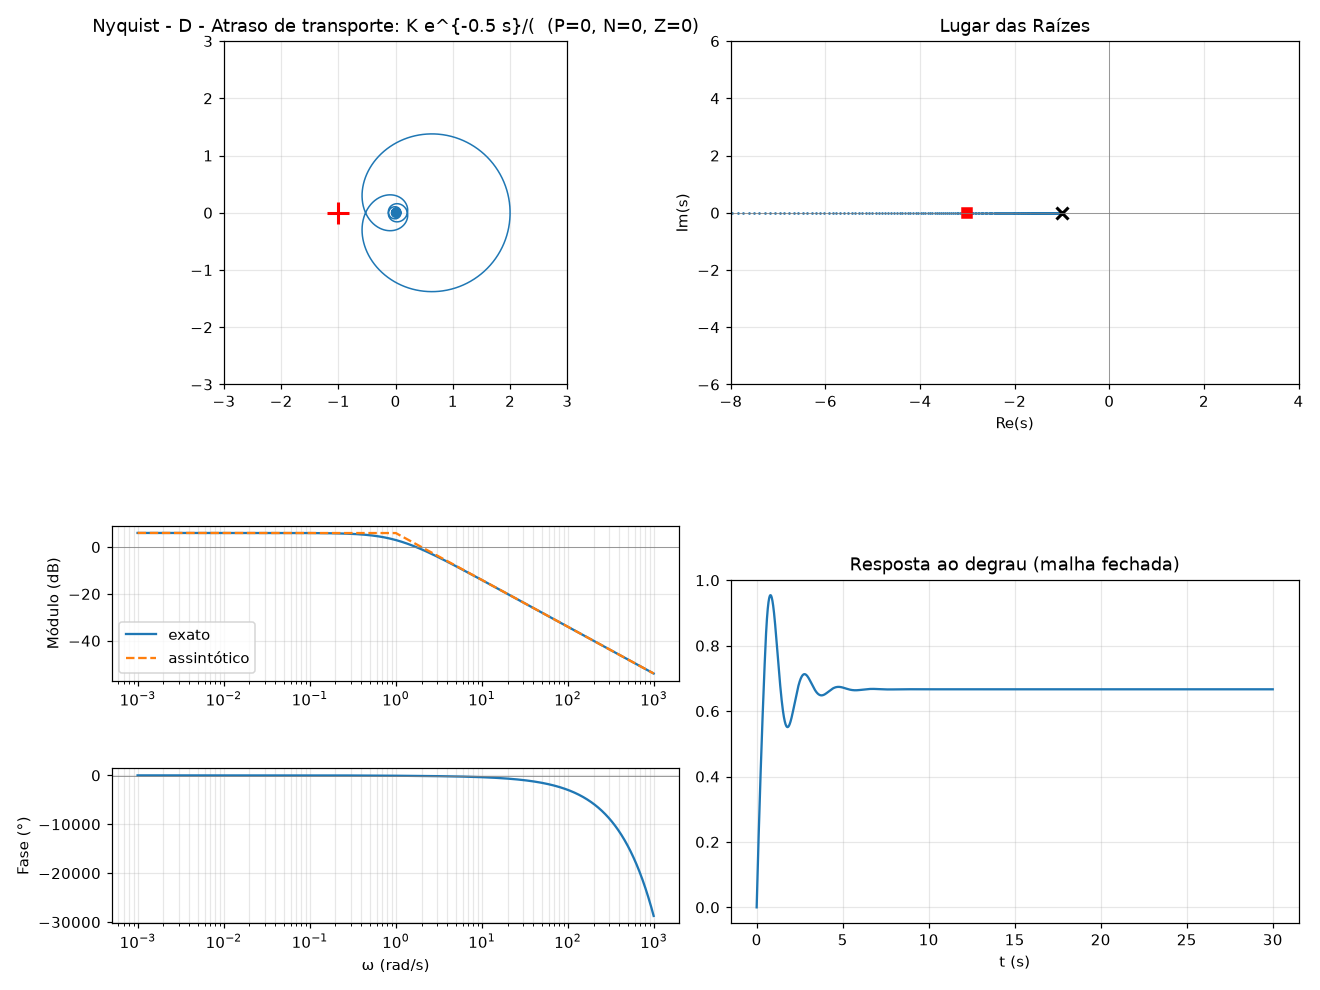 Nyquist - D - Atraso de transporte: K e^{-0.5 s}/(  (P=0, N=0, Z=0)
3
2
1
0
−1
−2
−3
−3 −2 −1 0 1 2 3
Lugar das Raízes
Im(s)
6
4
2
0
−2
−4
−6
−8 −6 −4 −2 0 2 4
Re(s)
Módulo (dB)
0
−20
−40
exato
assintótico
10⁻³ 10⁻² 10⁻¹ 10⁰ 10¹ 10² 10³
Fase (°)
0
−10000
−20000
−30000
10⁻³ 10⁻² 10⁻¹ 10⁰ 10¹ 10² 10³
ω (rad/s)
Resposta ao degrau (malha fechada)
1.0
0.8
0.6
0.4
0.2
0.0
0 5 10 15 20 25 30
t (s)